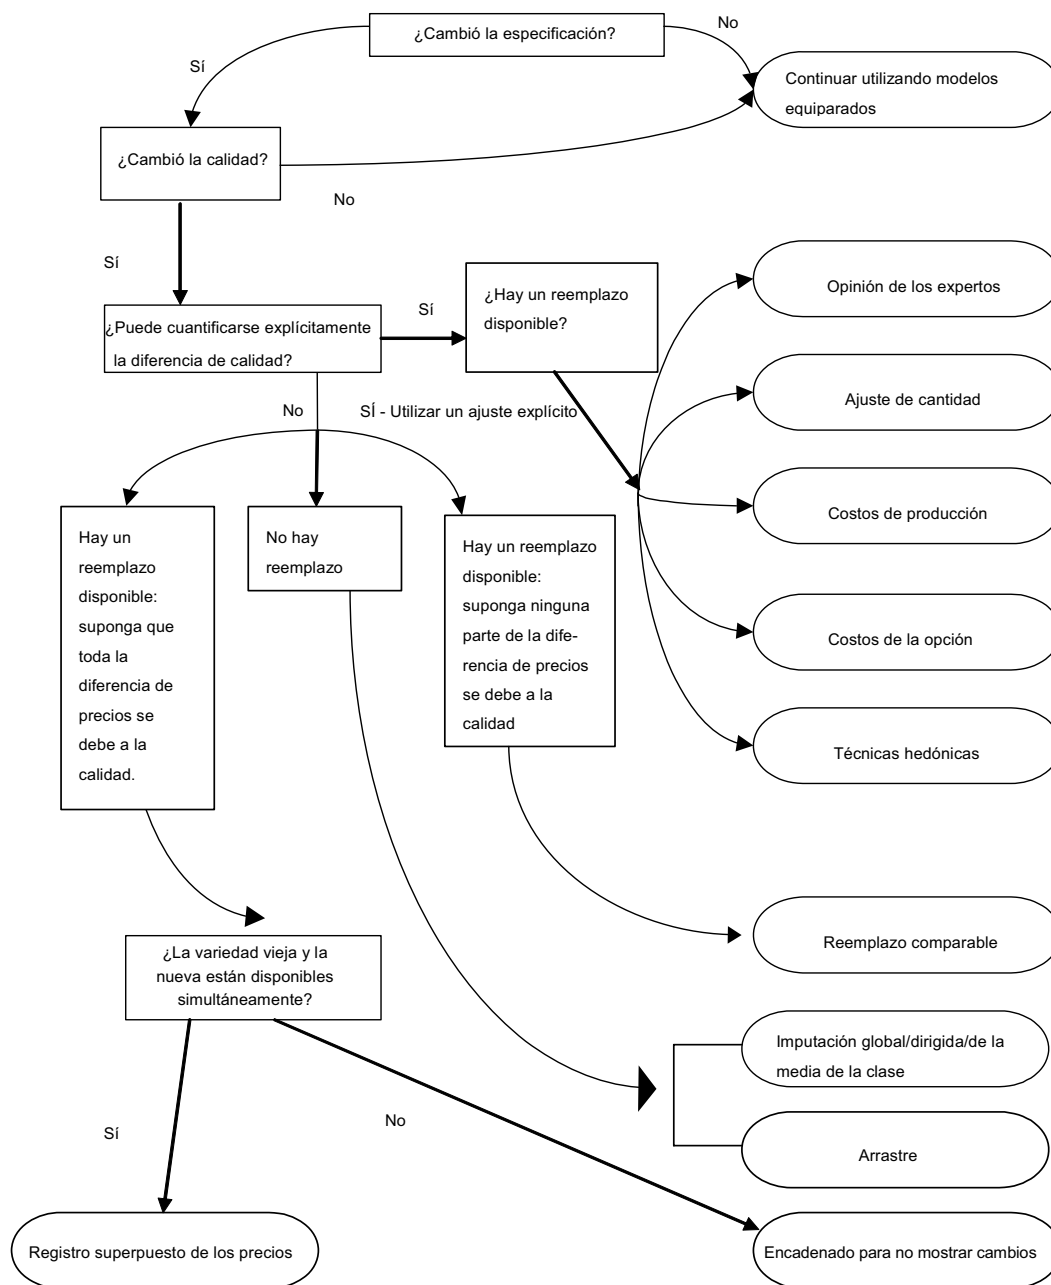 ¿Cambió la especificación?
No
Sí
Continuar utilizando modelos
equiparados
¿Cambió la calidad?
No
Sí
¿Puede cuantificarse explícitamente
la diferencia de calidad?
Sí
¿Hay un reemplazo
disponible?
Opinión de los expertos
Ajuste de cantidad
Costos de producción
Costos de la opción
Técnicas hedónicas
No
SÍ - Utilizar un ajuste explícito
Hay un
reemplazo
disponible:
suponga que
toda la
diferencia de
precios se
debe a la
calidad.
No hay
reemplazo
Hay un reemplazo
disponible:
suponga ninguna
parte de la dife-
rencia de precios
se debe a la
calidad
Reemplazo comparable
¿La variedad vieja y la
nueva están disponibles
simultáneamente?
Imputación global/dirigida/de la
media de la clase
Arrastre
Sí
No
Registro superpuesto de los precios
Encadenado para no mostrar cambios